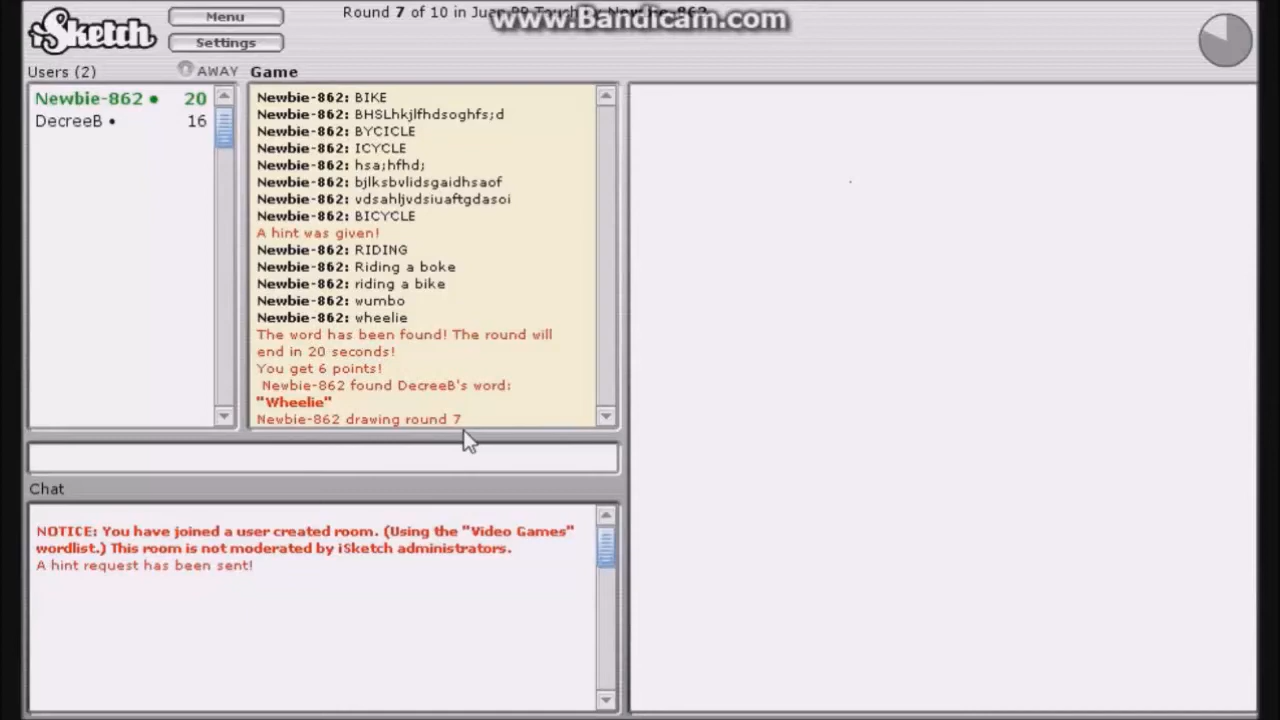 iSketch
Menu
Settings
Round 7 of 10 in Juan
www.Bandicam.com
Users (2)
AWAY
Game
Newbie-862 • 20
DecreeB • 16
Newbie-862: BIKE
Newbie-862: BHSLhkjlfhdsoghfs;d
Newbie-862: BYCICLE
Newbie-862: ICYCLE
Newbie-862: hsa;hfhd;
Newbie-862: bjlksbvlidsgaidhsaof
Newbie-862: vdsahljvdsiuaftgdasoi
Newbie-862: BICYCLE
A hint was given!
Newbie-862: RIDING
Newbie-862: Riding a boke
Newbie-862: riding a bike
Newbie-862: wumbo
Newbie-862: wheelie
The word has been found! The round will
end in 20 seconds!
You get 6 points!
Newbie-862 found DecreeB's word:
"Wheelie"
Newbie-862 drawing round 7
Chat
NOTICE: You have joined a user created room. (Using the "Video Games"
wordlist.) This room is not moderated by iSketch administrators.
A hint request has been sent!